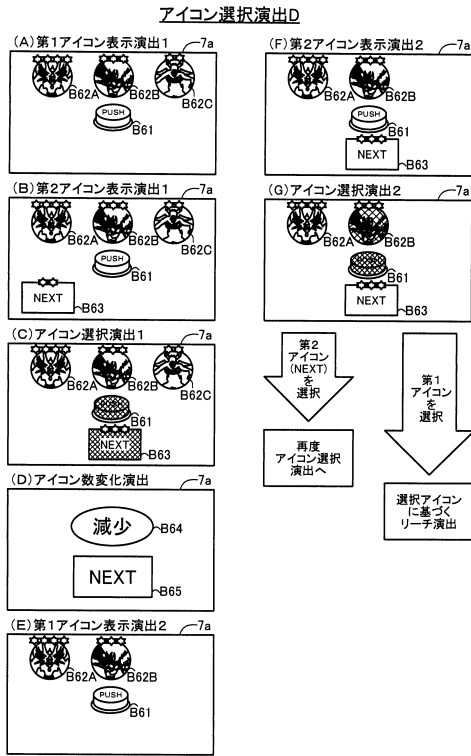 アイコン選択演出D
(A)第1アイコン表示演出1
7a
B62A
B62B
B62C
PUSH
B61
(B)第2アイコン表示演出1
7a
B62A
B62B
B62C
PUSH
B61
NEXT
B63
(C)アイコン選択演出1
7a
B62A
B62B
B62C
B61
NEXT
B63
(D)アイコン数変化演出
7a
減少
B64
NEXT
B65
(E)第1アイコン表示演出2
7a
B62A
B62B
PUSH
B61
(F)第2アイコン表示演出2
7a
B62A
B62B
PUSH
B61
NEXT
B63
(G)アイコン選択演出2
7a
B62A
B62B
B61
NEXT
B63
第2
アイコン
(NEXT)
を
選択
再度
アイコン選択
演出へ
第1
アイコン
を
選択
選択アイコン
に基づく
リーチ演出